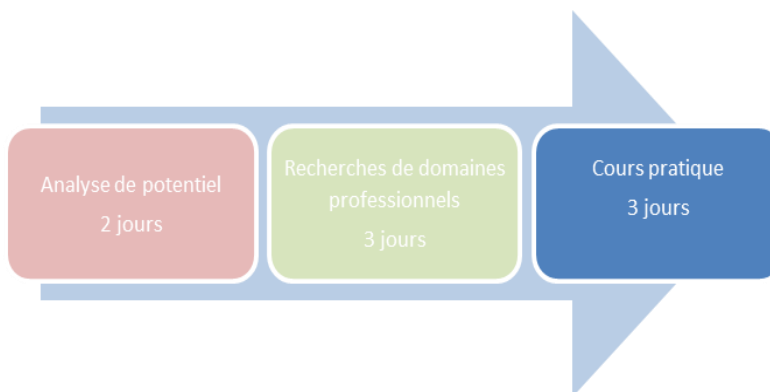 Analyse de potentiel
2 jours
Recherches de domaines
professionnels
3 jours
Cours pratique
3 jours